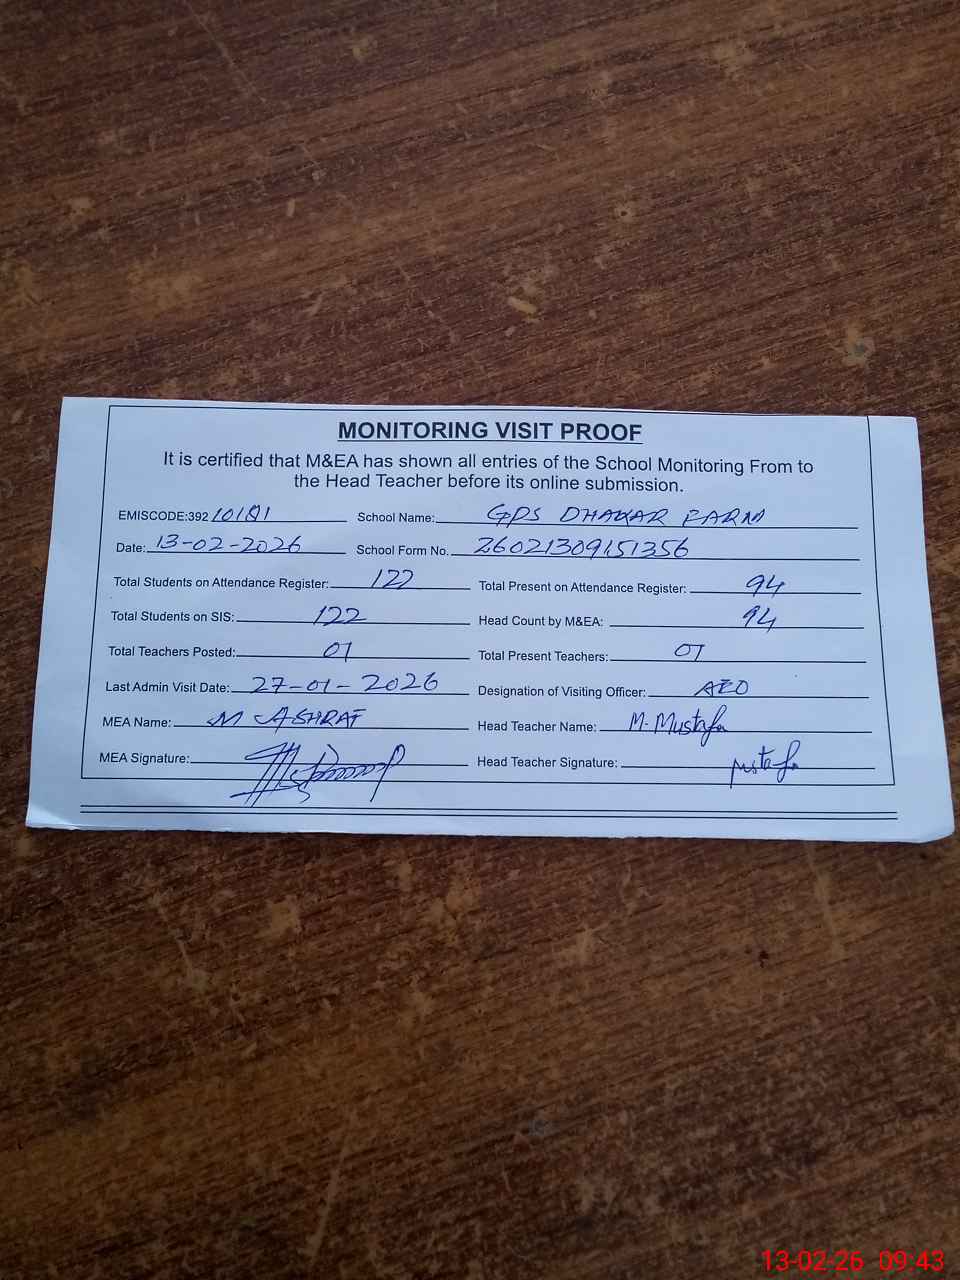 MONITORING VISIT PROOF
It is certified that M&EA has shown all entries of the School Monitoring From to
the Head Teacher before its online submission.
EMISCODE:392 10181 School Name: GPS DHAKAR FARM
Date: 13-02-2026 School Form No. 26021309151356
Total Students on Attendance Register: 122 Total Present on Attendance Register: 94
Total Students on SIS: 122 Head Count by M&EA: 94
Total Teachers Posted: 07 Total Present Teachers: 07
Last Admin Visit Date: 27-01-2026 Designation of Visiting Officer: AEO
MEA Name: M ASHRAF Head Teacher Name: M. Mustafa
MEA Signature: Head Teacher Signature: Mustafa
13-02-26 09:43